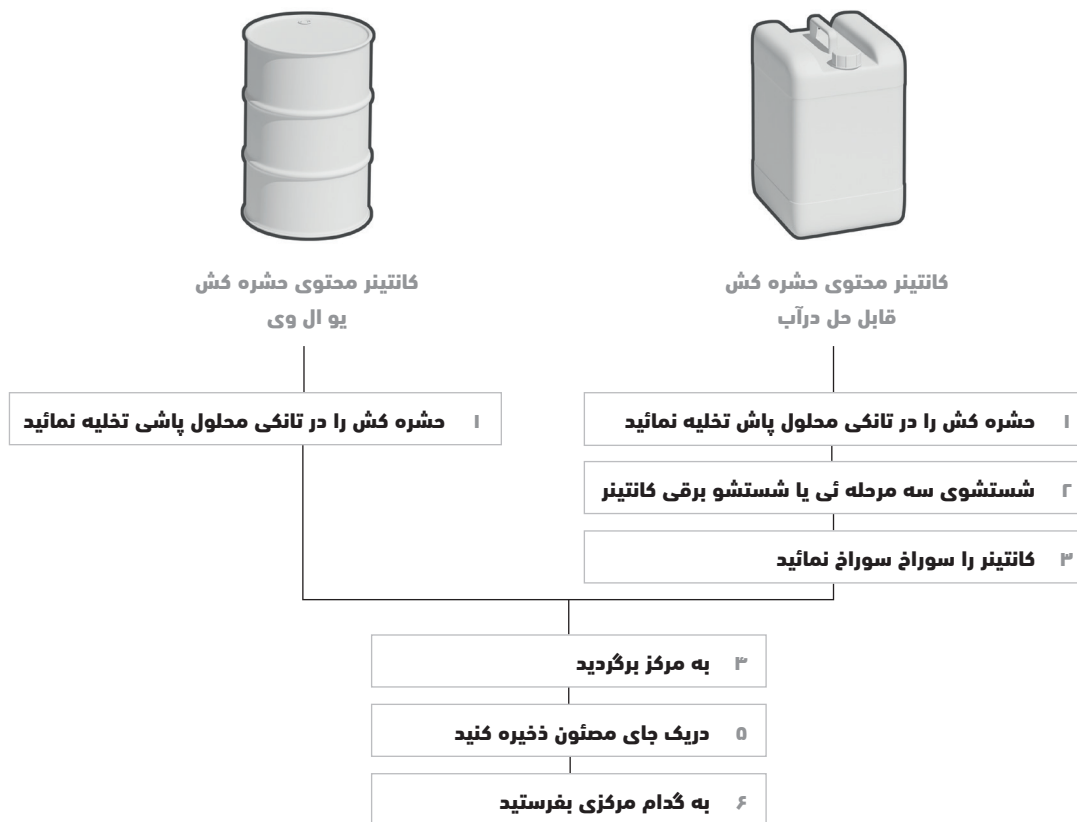 کانتینر محتوی حشره کش
قابل حل درآب
کانتینر محتوی حشره کش
یو ال وی
۱ حشره کش را در تانکی محلول پاش تخلیه نمائید
۲ شستشوی سه مرحله ئی یا شستشو برقی کانتینر
۳ کانتینر را سوراخ سوراخ نمائید
۱ حشره کش را در تانکی محلول پاشی تخلیه نمائید
۴ به مرکز برگردید
۵ دریک جای مصئون ذخیره کنید
۶ به گدام مرکزی بفرستید